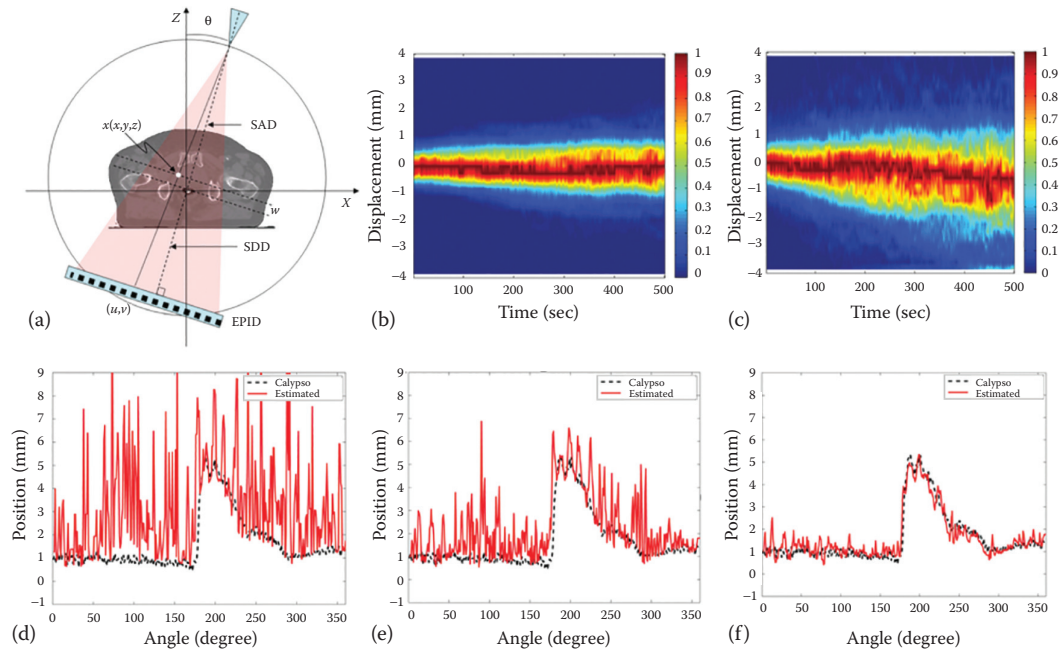 Z
θ
SAD
x(x,y,z)
X
w
SDD
(u,v)
EPID
(a)
4
3
2
1
0
−1
−2
−3
−4
Displacement (mm)
100 200 300 400 500
Time (sec)
1
0.9
0.8
0.7
0.6
0.5
0.4
0.3
0.2
0.1
0
(b)
4
3
2
1
0
−1
−2
−3
−4
Displacement (mm)
100 200 300 400 500
Time (sec)
1
0.9
0.8
0.7
0.6
0.5
0.4
0.3
0.2
0.1
0
(c)
9
8
7
6
5
4
3
2
1
0
−1
Position (mm)
Calypso
Estimated
0 50 100 150 200 250 300 350
Angle (degree)
(d)
9
8
7
6
5
4
3
2
1
0
−1
Position (mm)
Calypso
Estimated
0 50 100 150 200 250 300 350
Angle (degree)
(e)
9
8
7
6
5
4
3
2
1
0
−1
Position (mm)
Calypso
Estimated
0 50 100 150 200 250 300 350
Angle (degree)
(f)